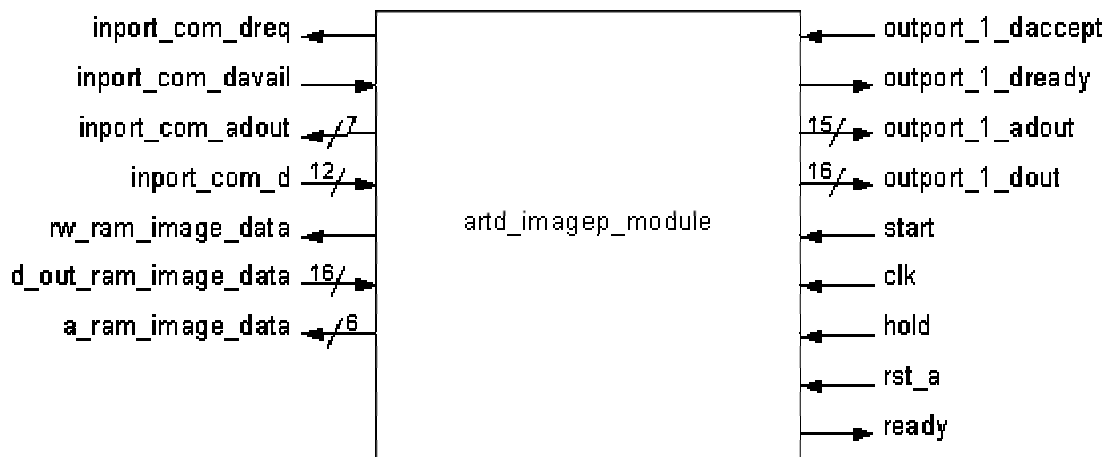 inport_com_dreq
inport_com_davail
inport_com_adout
7
inport_com_d
12
rw_ram_image_data
d_out_ram_image_data
16
a_ram_image_data
6
artd_imagep_module
outport_1_daccept
outport_1_dready
15
outport_1_adout
16
outport_1_dout
start
clk
hold
rst_a
ready